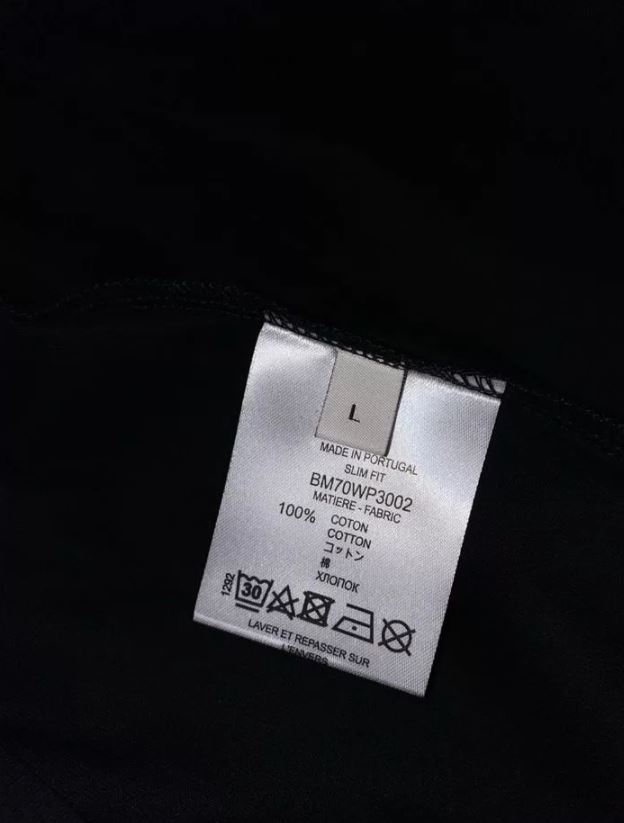 L
MADE IN PORTUGAL
SLIM FIT
BM70WP3002
MATIERE - FABRIC
100% COTON
COTTON
コットン
棉
ХЛОПОК
1292
30
LAVER ET REPASSER SUR
L'ENVERS